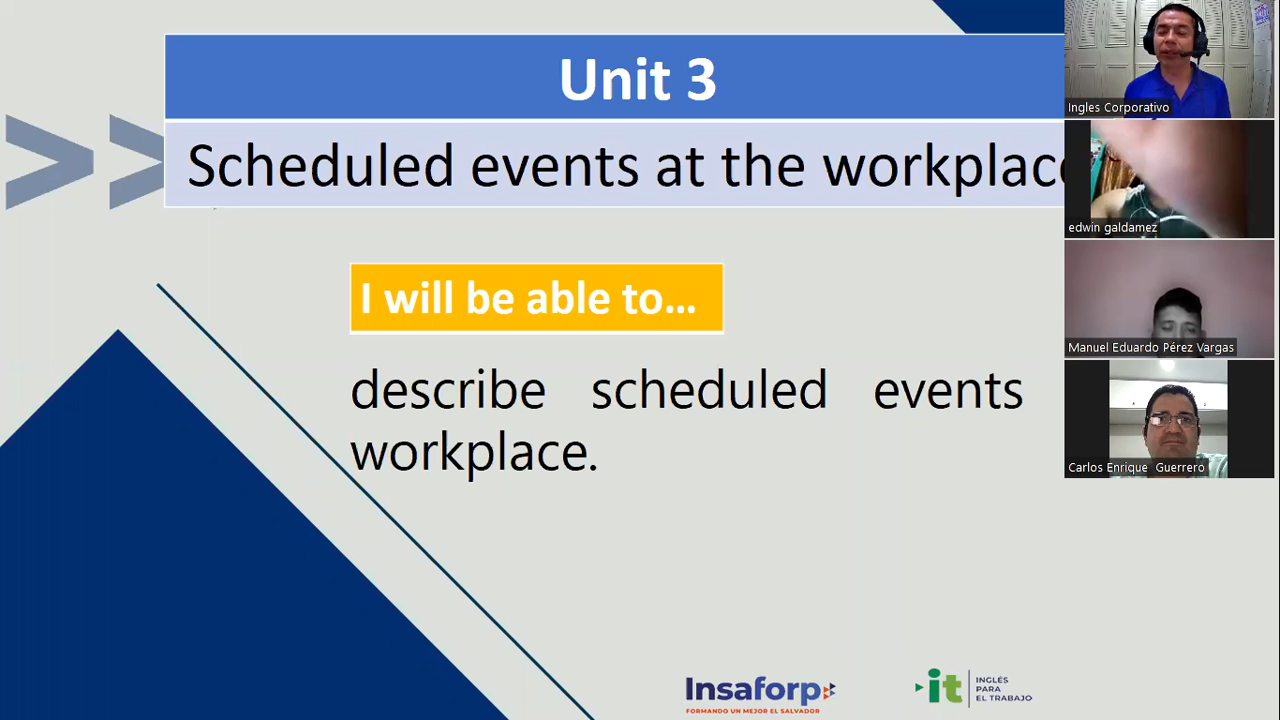 Unit 3
Scheduled events at the workplac
I will be able to...
describe scheduled events
workplace.
Ingles Corporativo
edwin galdamez
Manuel Eduardo Pérez Vargas
Carlos Enrique Guerrero
Insaforp
FORMANDO UN MEJOR EL SALVADOR
it
INGLÉS
PARA
EL TRABAJO